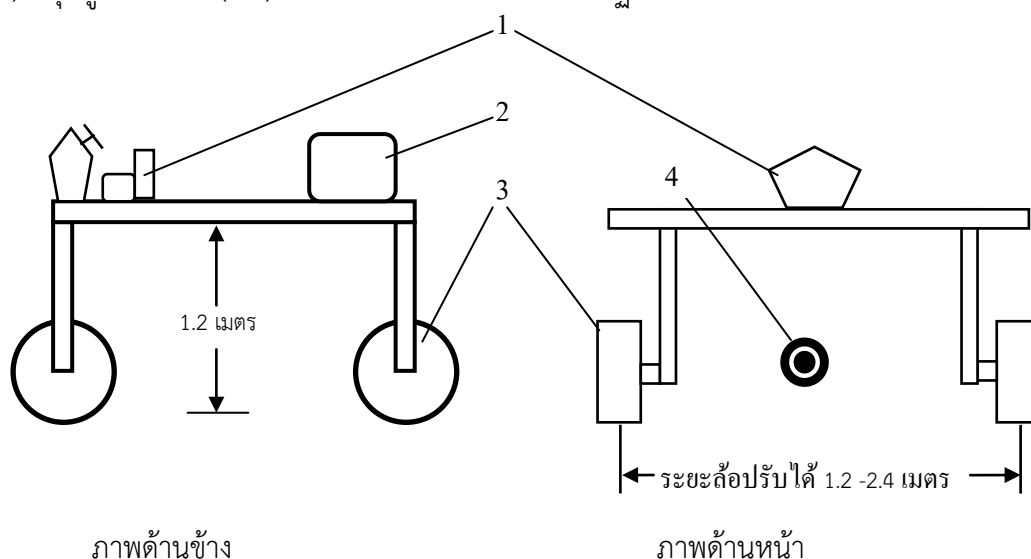 1
2
3
4
1.2 เมตร
ระยะล้อปรับได้ 1.2 -2.4 เมตร
ภาพด้านข้าง
ภาพด้านหน้า